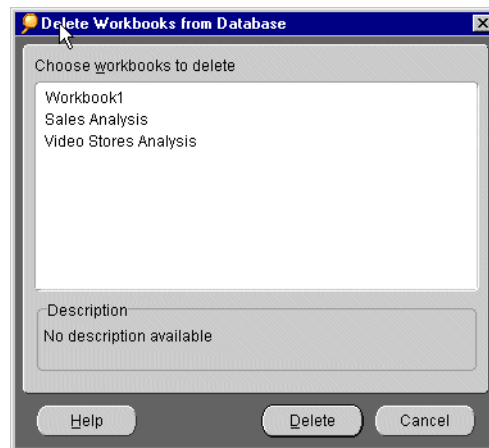 Delete Workbooks from Database
Choose workbooks to delete
Workbook1
Sales Analysis
Video Stores Analysis
Description
No description available
Help
Delete
Cancel